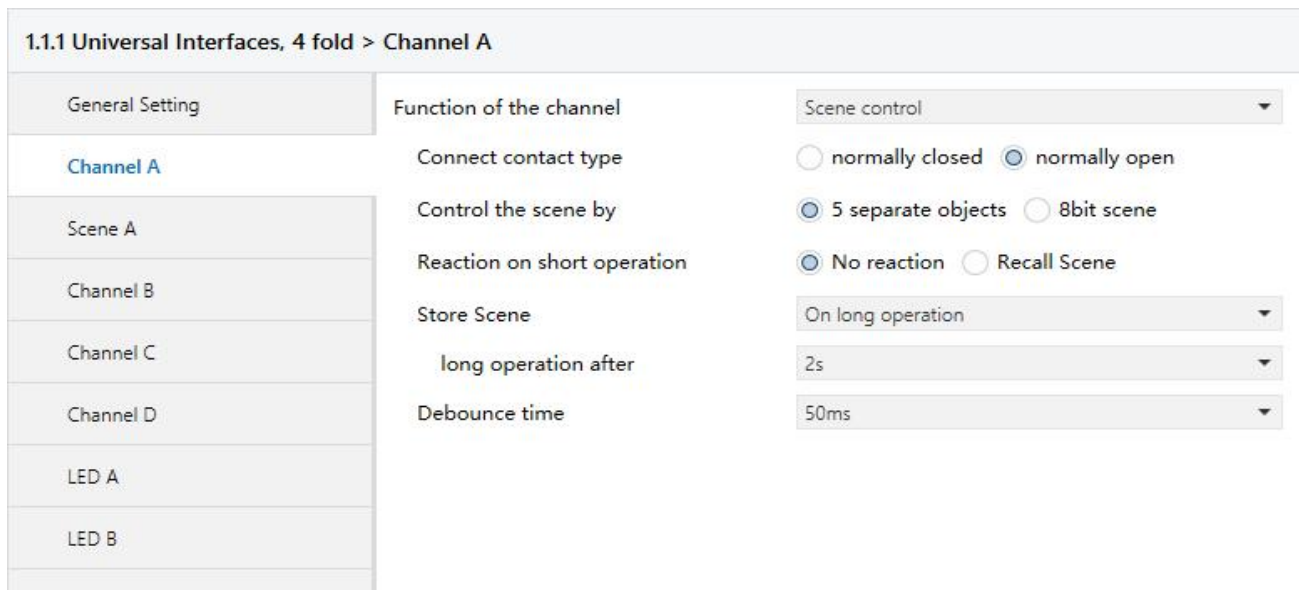 1.1.1 Universal Interfaces, 4 fold > Channel A
General Setting
Channel A
Scene A
Channel B
Channel C
Channel D
LED A
LED B
Function of the channel Scene control
Connect contact type normally closed normally open
Control the scene by 5 separate objects 8bit scene
Reaction on short operation No reaction Recall Scene
Store Scene On long operation
long operation after 2s
Debounce time 50ms